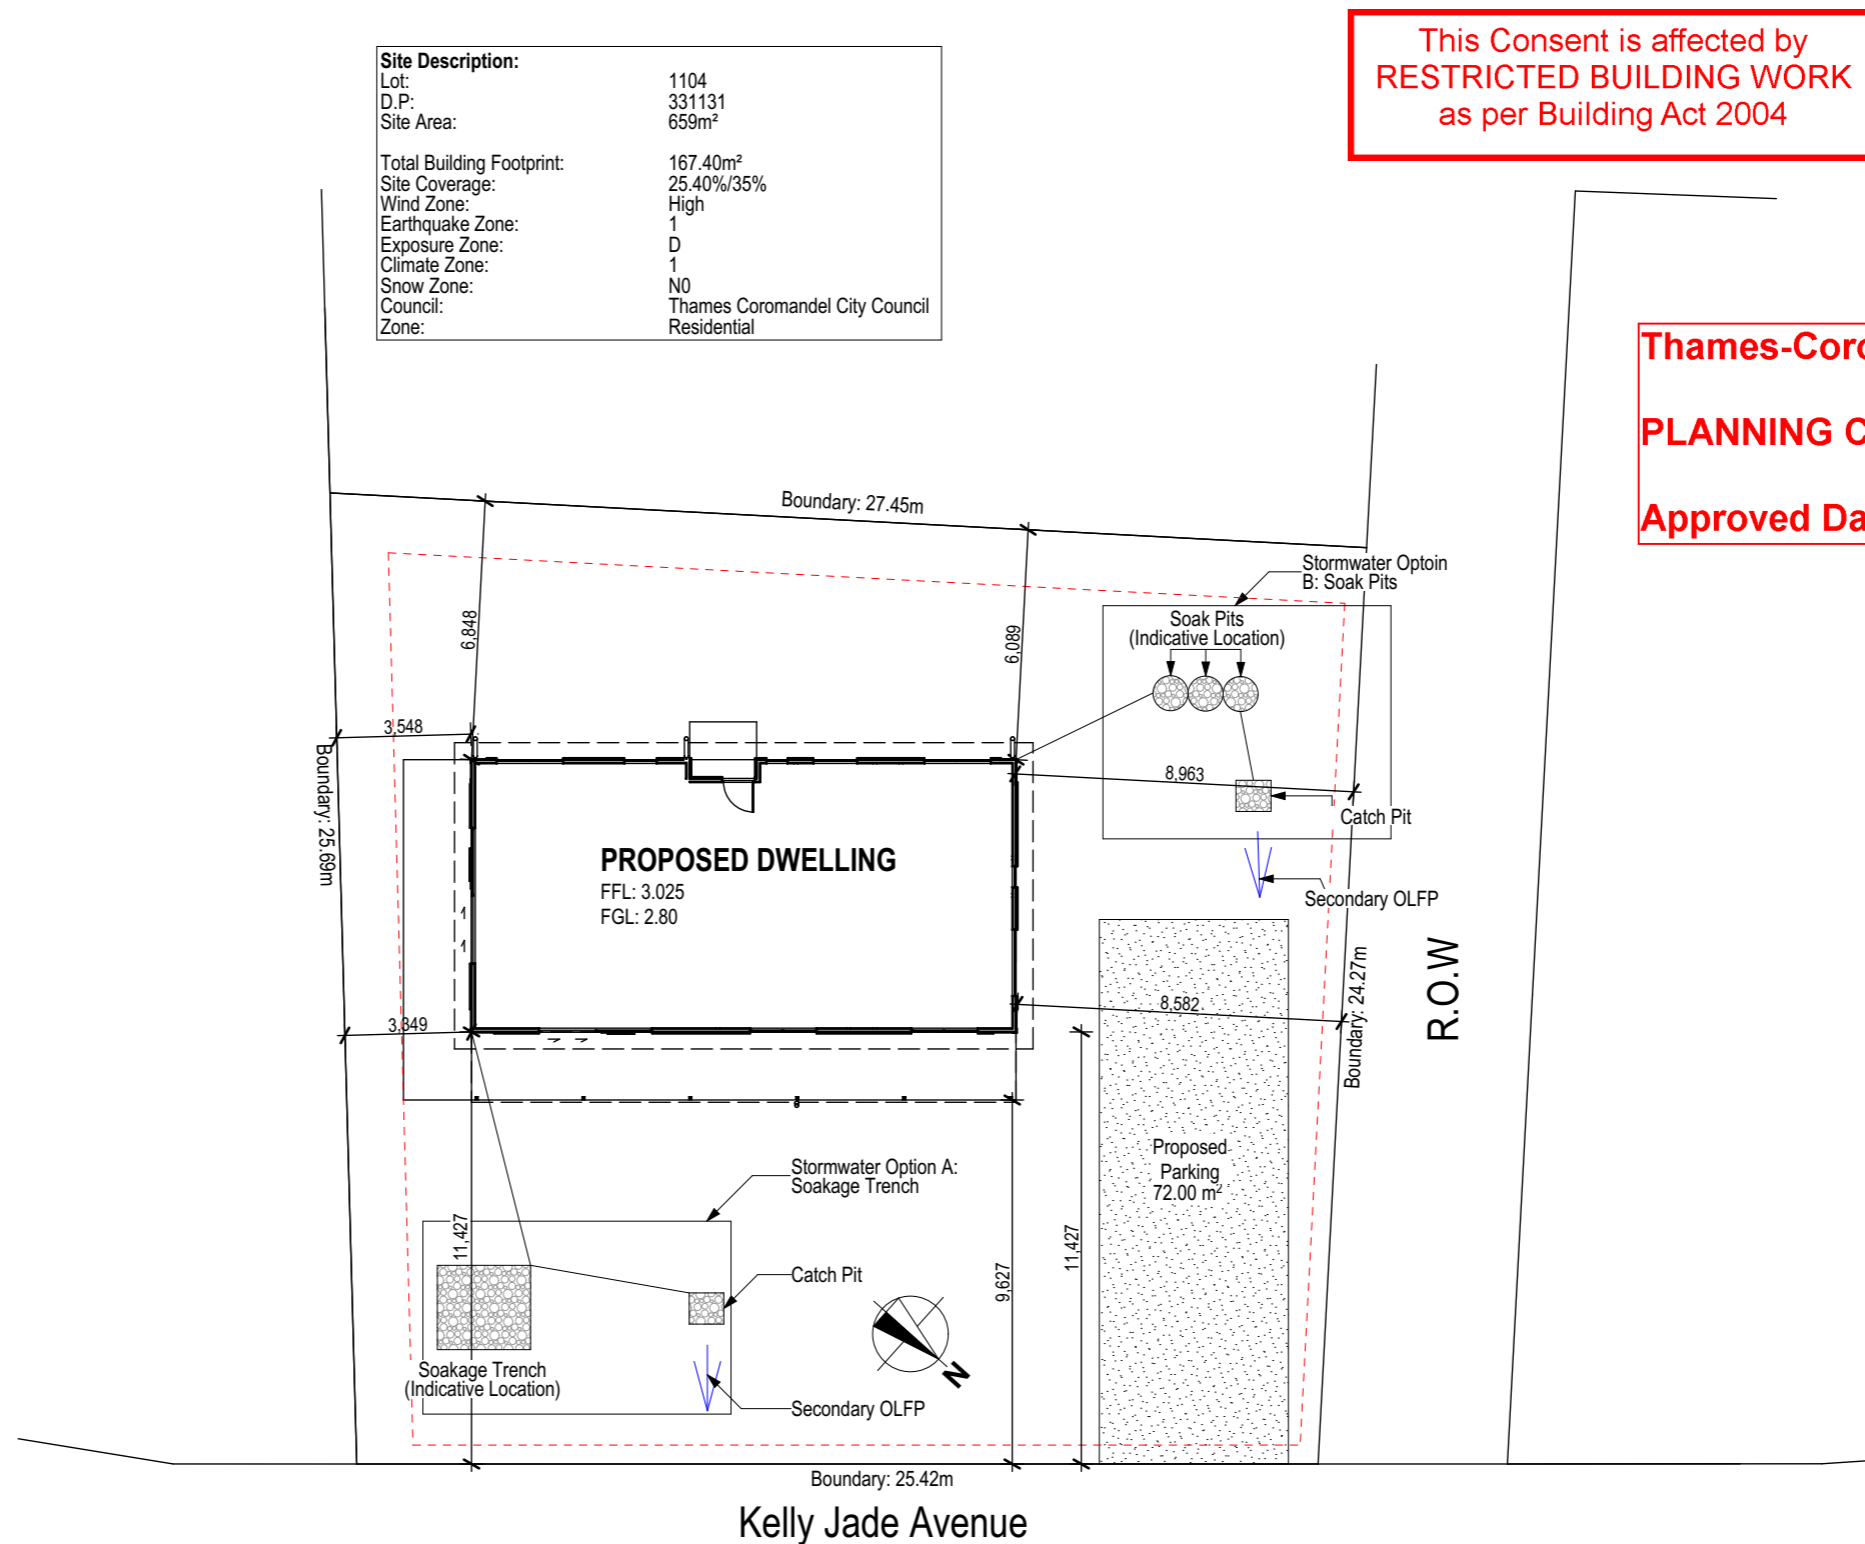 This Consent is affected by
RESTRICTED BUILDING WORK
as per Building Act 2004
Site Description:
Lot: 1104
D.P: 331131
Site Area: 659m²
Total Building Footprint: 167.40m²
Site Coverage: 25.40%/35%
Wind Zone: High
Earthquake Zone: 1
Exposure Zone: D
Climate Zone: 1
Snow Zone: N0
Council: Thames Coromandel City Council
Zone: Residential
Thames-Coro
PLANNING C
Approved Da
Boundary: 27.45m
Stormwater Optoin
B: Soak Pits
Soak Pits
(Indicative Location)
6,848
6,089
3,548
8,963
Catch Pit
Boundary: 25.69m
PROPOSED DWELLING
FFL: 3.025
FGL: 2.80
Secondary OLFP
R.O.W
Boundary: 24.27m
8,582
3,349
Proposed
Parking
72.00 m²
Stormwater Option A:
Soakage Trench
11,427
11,427
9,627
Catch Pit
N
Soakage Trench
(Indicative Location)
Secondary OLFP
Boundary: 25.42m
Kelly Jade Avenue